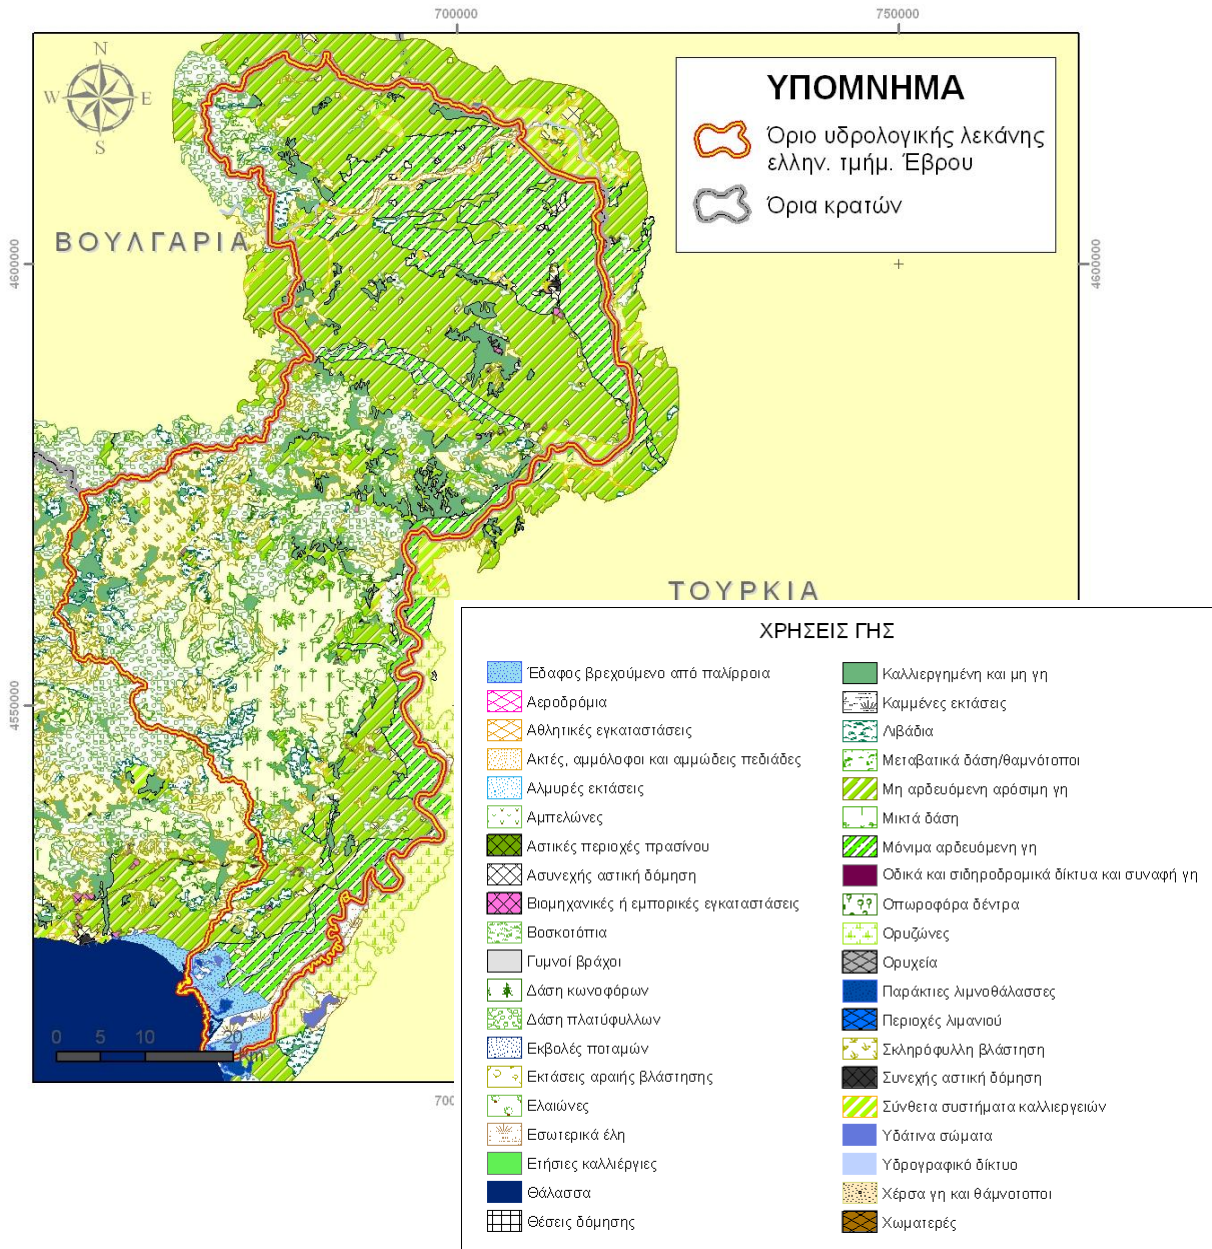 700000
750000
N
W
E
S
ΥΠΟΜΝΗΜΑ
Όριο υδρολογικής λεκάνης
ελλην. τμήμ. Έβρου
Όρια κρατών
ΒΟΥΛΓΑΡΙΑ
4600000
4600000
ΤΟΥΡΚΙΑ
4550000
0 5 10 20
km
700
ΧΡΗΣΕΙΣ ΓΗΣ
Έδαφος βρεχούμενο από παλίρροια
Αεροδρόμια
Αθλητικές εγκαταστάσεις
Ακτές, αμμόλοφοι και αμμώδεις πεδιάδες
Αλμυρές εκτάσεις
Αμπελώνες
Αστικές περιοχές πρασίνου
Ασυνεχής αστική δόμηση
Βιομηχανικές ή εμπορικές εγκαταστάσεις
Βοσκοτόπια
Γυμνοί βράχοι
Δάση κωνοφόρων
Δάση πλατύφυλλων
Εκβολές ποταμών
Εκτάσεις αραιής βλάστησης
Ελαιώνες
Εσωτερικά έλη
Ετήσιες καλλιέργιες
Θάλασσα
Θέσεις δόμησης
Καλλιεργημένη και μη γη
Καμμένες εκτάσεις
Λιβάδια
Μεταβατικά δάση/θαμνότοποι
Μη αρδευόμενη αρόσιμη γη
Μικτά δάση
Μόνιμα αρδευόμενη γη
Οδικά και σιδηροδρομικά δίκτυα και συναφή γη
Οπωροφόρα δέντρα
Ορυζώνες
Ορυχεία
Παράκτιες λιμνοθάλασσες
Περιοχές λιμανιού
Σκληρόφυλλη βλάστηση
Συνεχής αστική δόμηση
Σύνθετα συστήματα καλλιεργειών
Υδάτινα σώματα
Υδρογραφικό δίκτυο
Χέρσα γη και θάμνοτοποι
Χωματερές